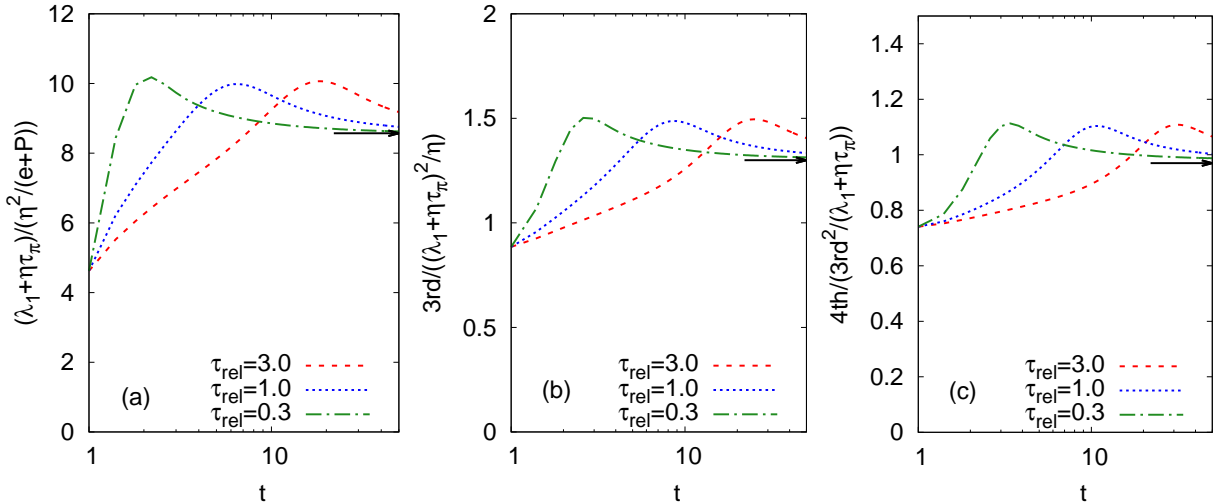 (λ₁+ητπ)/(η²/(e+P))
12
10
8
6
4
2
0
τrel=3.0
τrel=1.0
τrel=0.3
(a)
1
10
t
3rd/((λ₁+ητπ)²/η)
2
1.5
1
0.5
0
τrel=3.0
τrel=1.0
τrel=0.3
(b)
1
10
t
4th/(3rd²/(λ₁+ητπ))
1.4
1.2
1
0.8
0.6
0.4
0.2
0
τrel=3.0
τrel=1.0
τrel=0.3
(c)
1
10
t